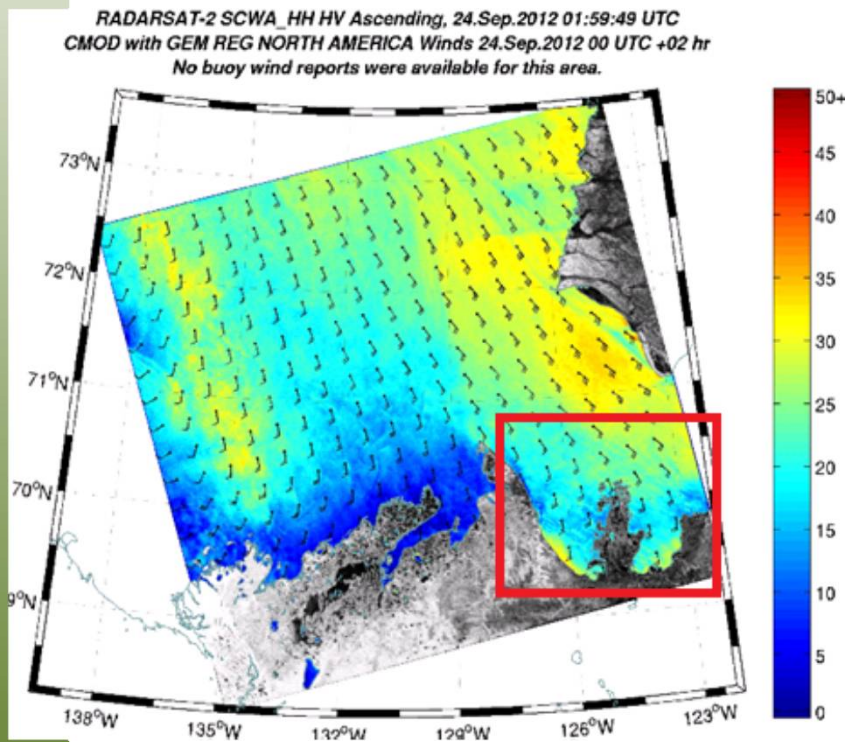 RADARSAT-2 SCWA_HH HV Ascending, 24.Sep.2012 01:59:49 UTC
CMOD with GEM REG NORTH AMERICA Winds 24.Sep.2012 00 UTC +02 hr
No buoy wind reports were available for this area.
50+
45
40
35
30
25
20
15
10
5
0
73°N
72°N
71°N
70°N
9°N
138°W
135°W
132°W
129°W
126°W
123°W